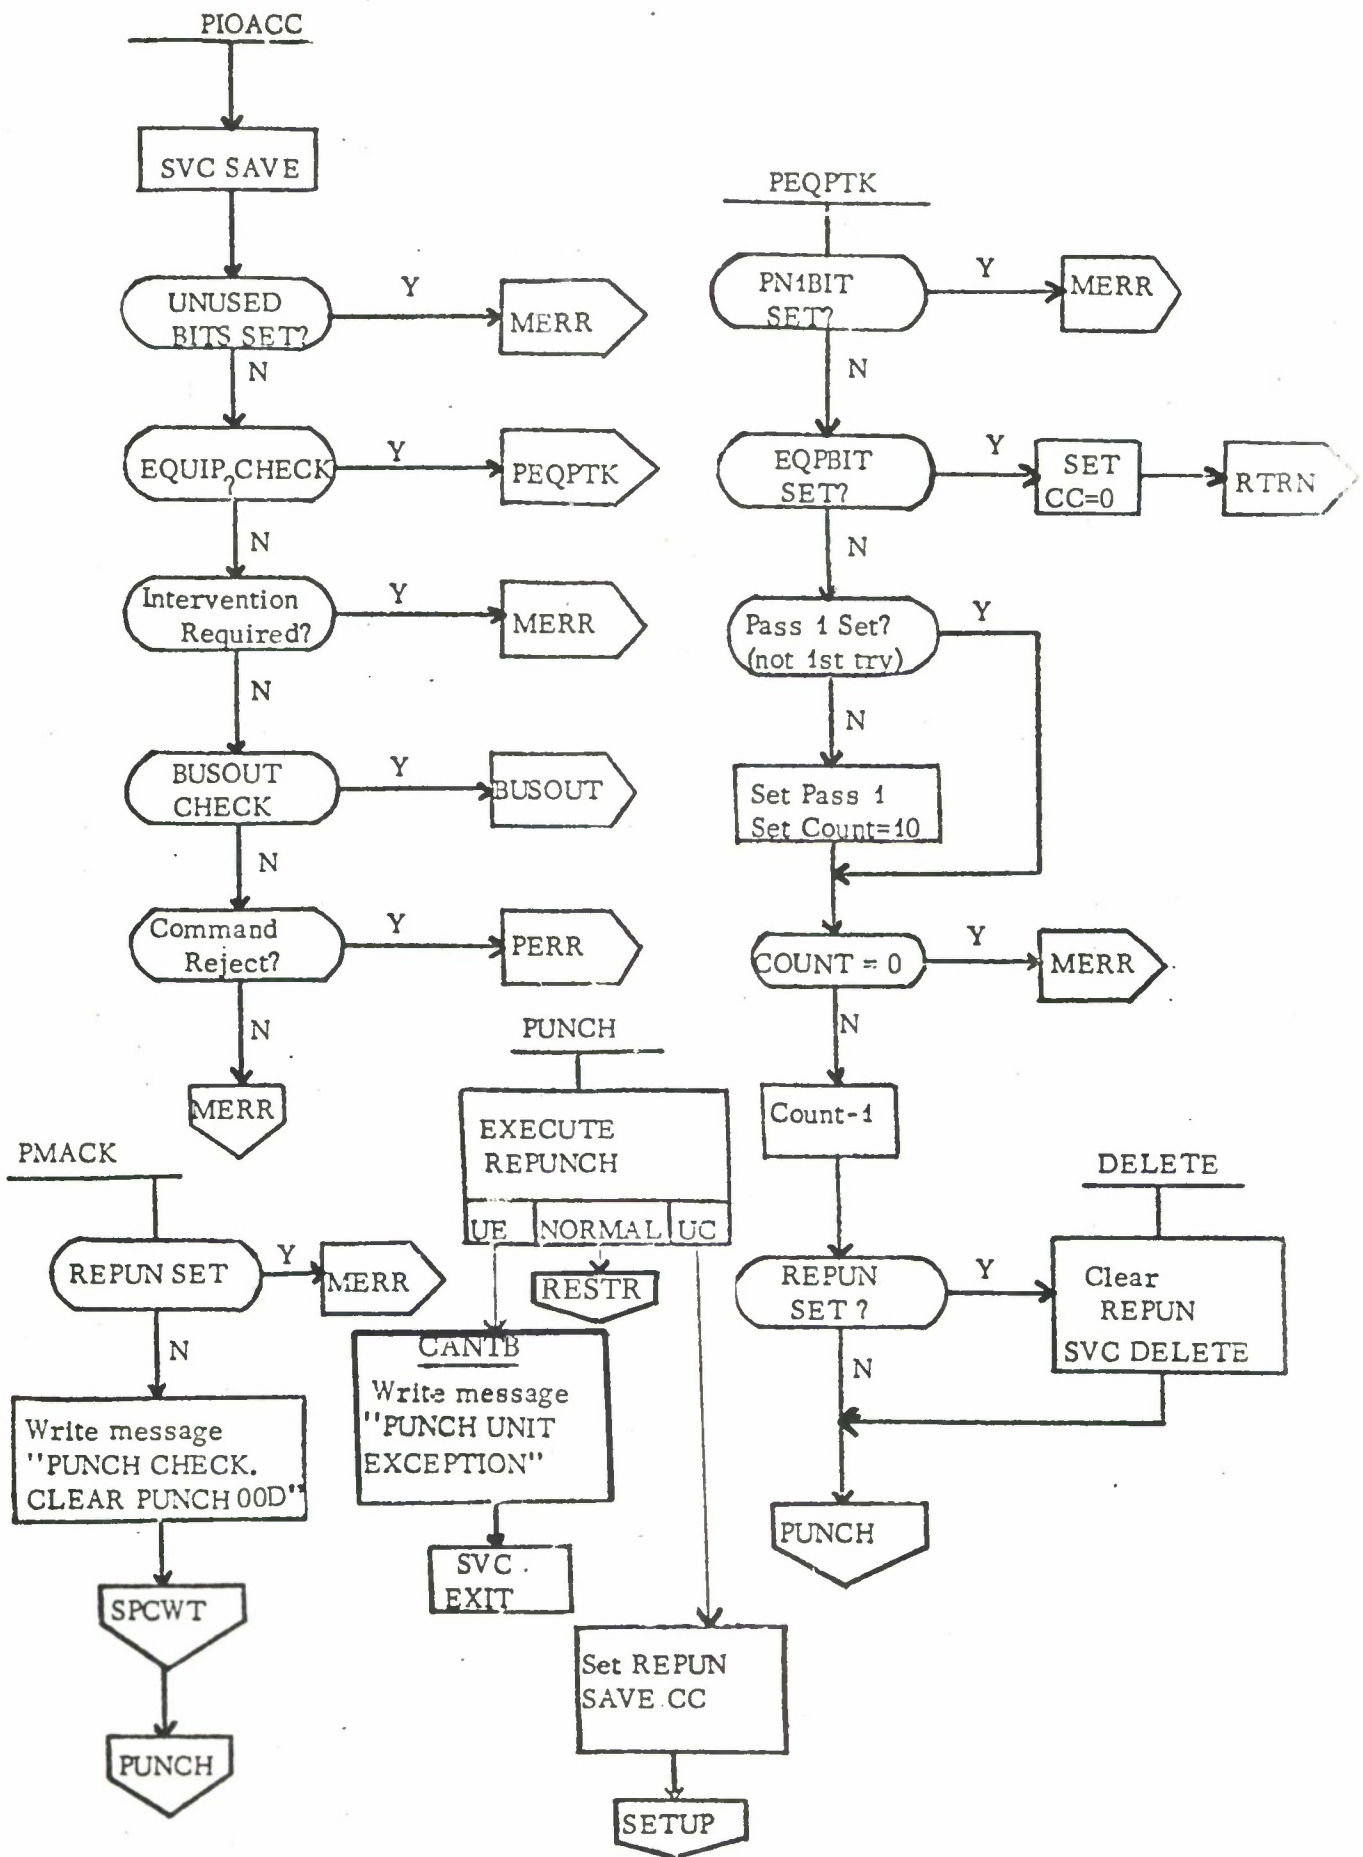 PIOACC
SVC SAVE
UNUSED
BITS SET?
Y
MERR
N
EQUIP. CHECK
?
Y
PEQPTK
N
Intervention
Required?
Y
MERR
N
BUSOUT
CHECK
Y
BUSOUT
N
Command
Reject?
Y
PERR
N
MERR
PMACK
REPUN SET
Y
MERR
N
Write message
"PUNCH CHECK.
CLEAR PUNCH 00D"
SPCWT
PUNCH
PUNCH
EXECUTE
REPUNCH
UE
NORMAL
UC
RESTR
CANTB
Write message
"PUNCH UNIT
EXCEPTION"
SVC
EXIT
Set REPUN
SAVE CC
SETUP
PEQPTK
PN1BIT
SET?
Y
MERR
N
EQPBIT
SET?
Y
SET
CC=0
RTRN
N
Pass 1 Set?
(not 1st try)
Y
N
Set Pass 1
Set Count=10
COUNT = 0
Y
MERR
N
Count-1
REPUN
SET ?
Y
DELETE
Clear
REPUN
SVC DELETE
N
PUNCH